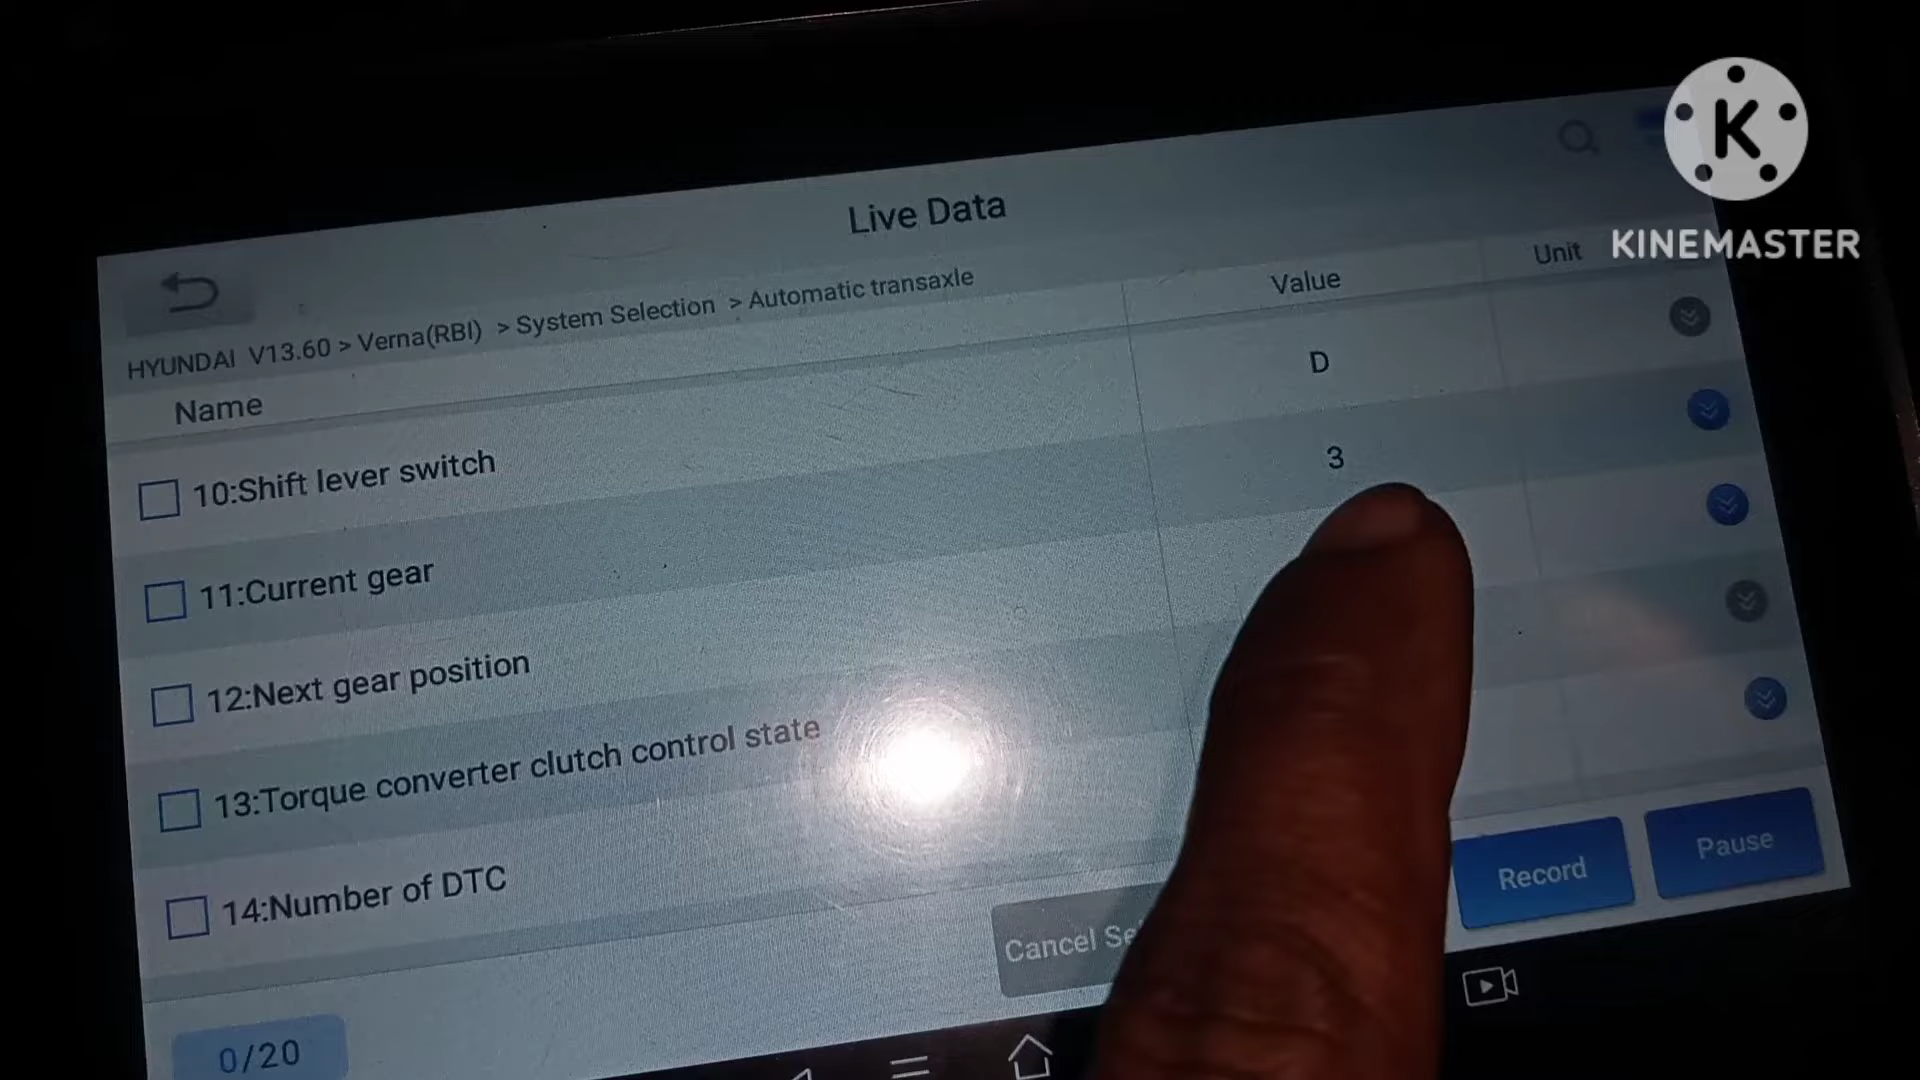 K
KINEMASTER
Live Data
HYUNDAI V13.60 > Verna(RBI) > System Selection > Automatic transaxle
Name Value Unit
10:Shift lever switch D
11:Current gear 3
12:Next gear position
13:Torque converter clutch control state
14:Number of DTC
Cancel Se
Record
Pause
0/20